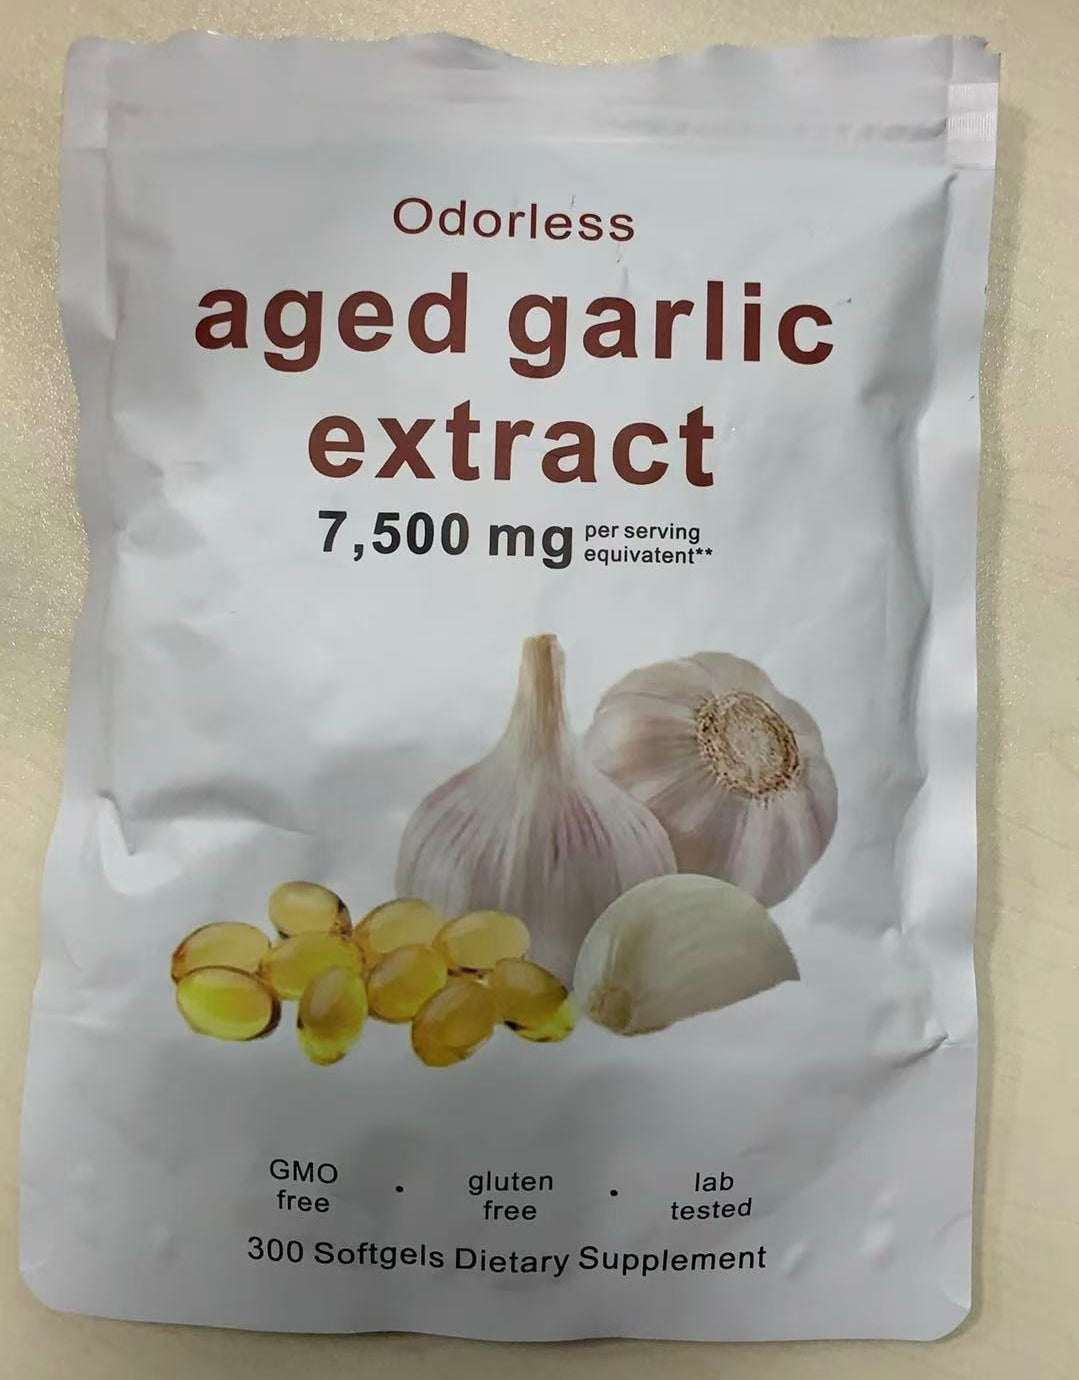 Odorless
aged garlic
extract
7,500 mg per serving
equivatent**
GMO
free
•
gluten
free
•
lab
tested
300 Softgels Dietary Supplement